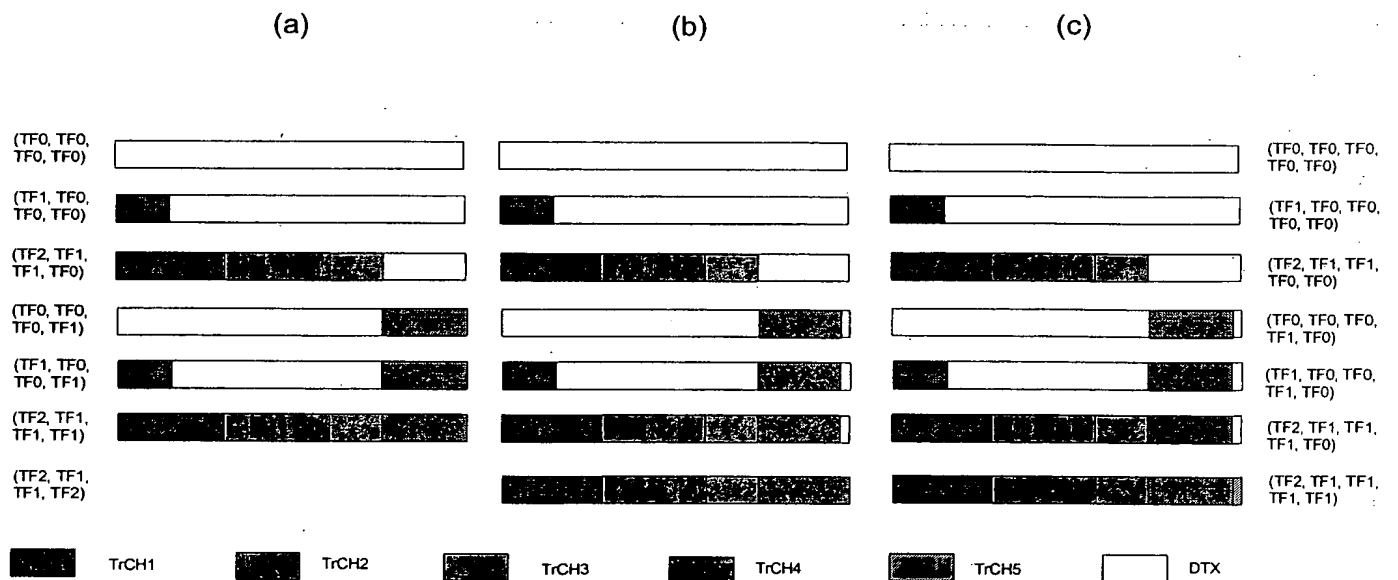 (a) (b) (c)
(TF0, TF0,
TF0, TF0)
(TF0, TF0, TF0,
TF0, TF0)
(TF1, TF0,
TF0, TF0)
(TF1, TF0, TF0,
TF0, TF0)
(TF2, TF1,
TF1, TF0)
(TF2, TF1, TF1,
TF0, TF0)
(TF0, TF0,
TF0, TF1)
(TF0, TF0, TF0,
TF1, TF0)
(TF1, TF0,
TF0, TF1)
(TF1, TF0, TF0,
TF1, TF0)
(TF2, TF1,
TF1, TF1)
(TF2, TF1, TF1,
TF1, TF0)
(TF2, TF1,
TF1, TF2)
(TF2, TF1, TF1,
TF1, TF1)
TrCH1 TrCH2 TrCH3 TrCH4 TrCH5 DTX